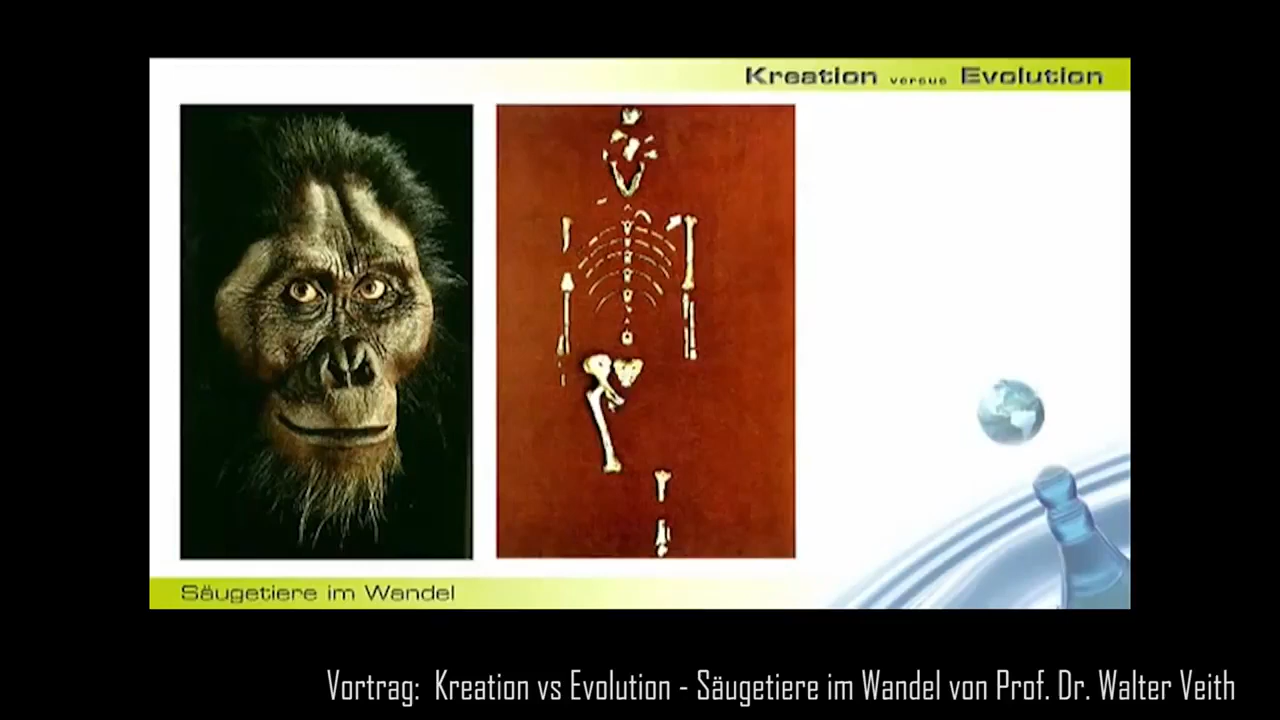 Kreation versus Evolution
Säugetiere im Wandel
Vortrag: Kreation vs Evolution - Säugetiere im Wandel von Prof. Dr. Walter Veith